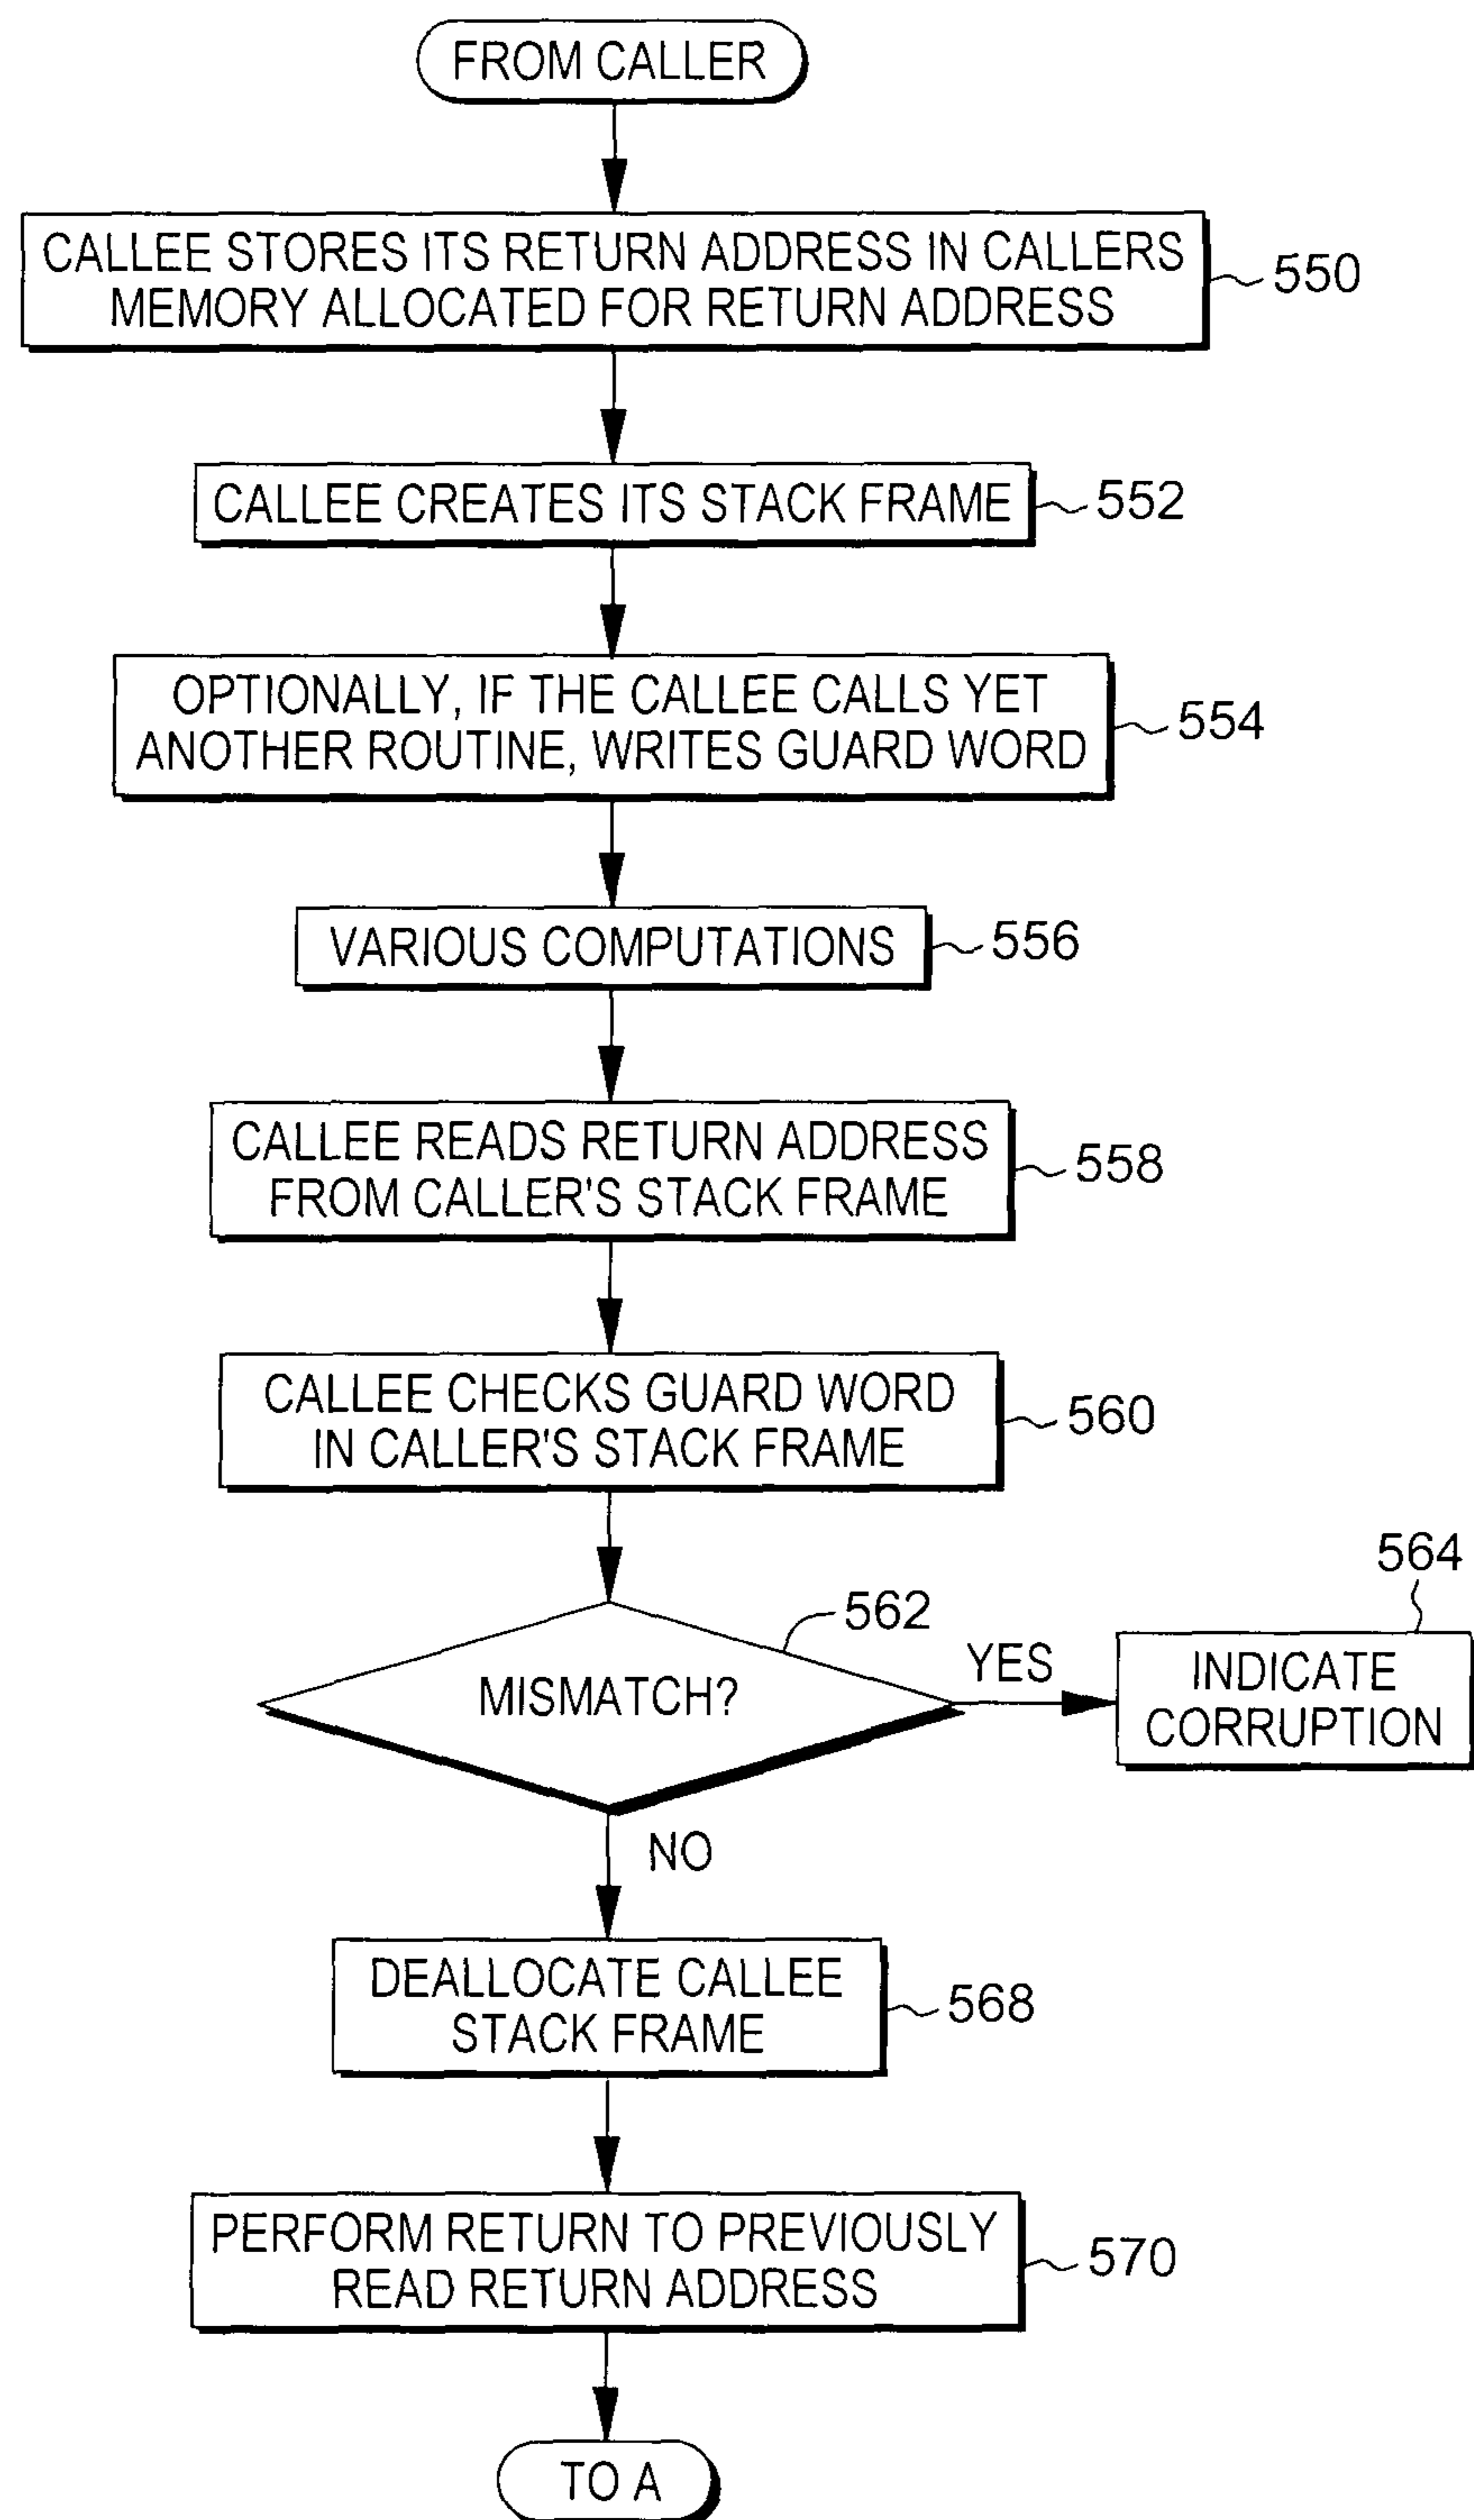 FROM CALLER
CALLEE STORES ITS RETURN ADDRESS IN CALLERS
MEMORY ALLOCATED FOR RETURN ADDRESS
550
CALLEE CREATES ITS STACK FRAME
552
OPTIONALLY, IF THE CALLEE CALLS YET
ANOTHER ROUTINE, WRITES GUARD WORD
554
VARIOUS COMPUTATIONS
556
CALLEE READS RETURN ADDRESS
FROM CALLER'S STACK FRAME
558
CALLEE CHECKS GUARD WORD
IN CALLER'S STACK FRAME
560
MISMATCH?
562
YES
564
INDICATE
CORRUPTION
NO
DEALLOCATE CALLEE
STACK FRAME
568
PERFORM RETURN TO PREVIOUSLY
READ RETURN ADDRESS
570
TO A